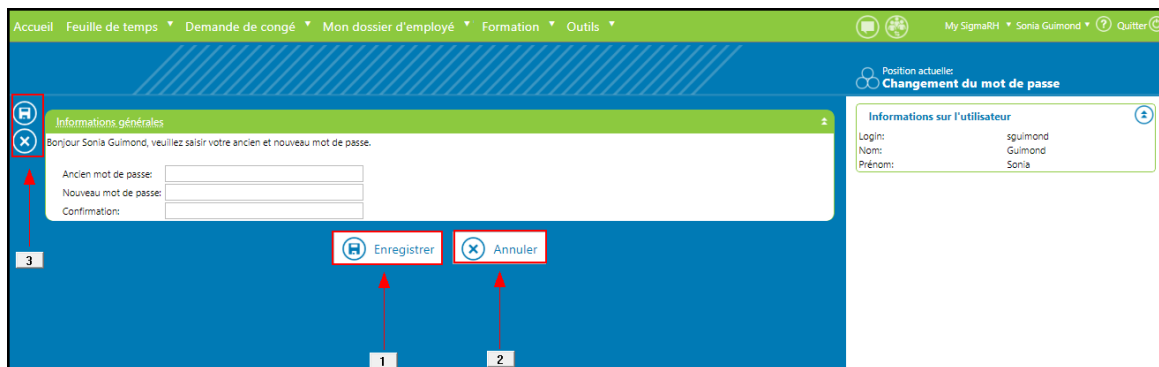 Accueil Feuille de temps Demande de congé Mon dossier d'employé Formation Outils My SigmaRH Sonia Guimond ? Quitter
Position actuelle:
Changement du mot de passe
Informations générales
Bonjour Sonia Guimond, veuillez saisir votre ancien et nouveau mot de passe.
Ancien mot de passe:
Nouveau mot de passe:
Confirmation:
Enregistrer Annuler
3
1 2
Informations sur l'utilisateur
Login: sguimond
Nom: Guimond
Prénom: Sonia